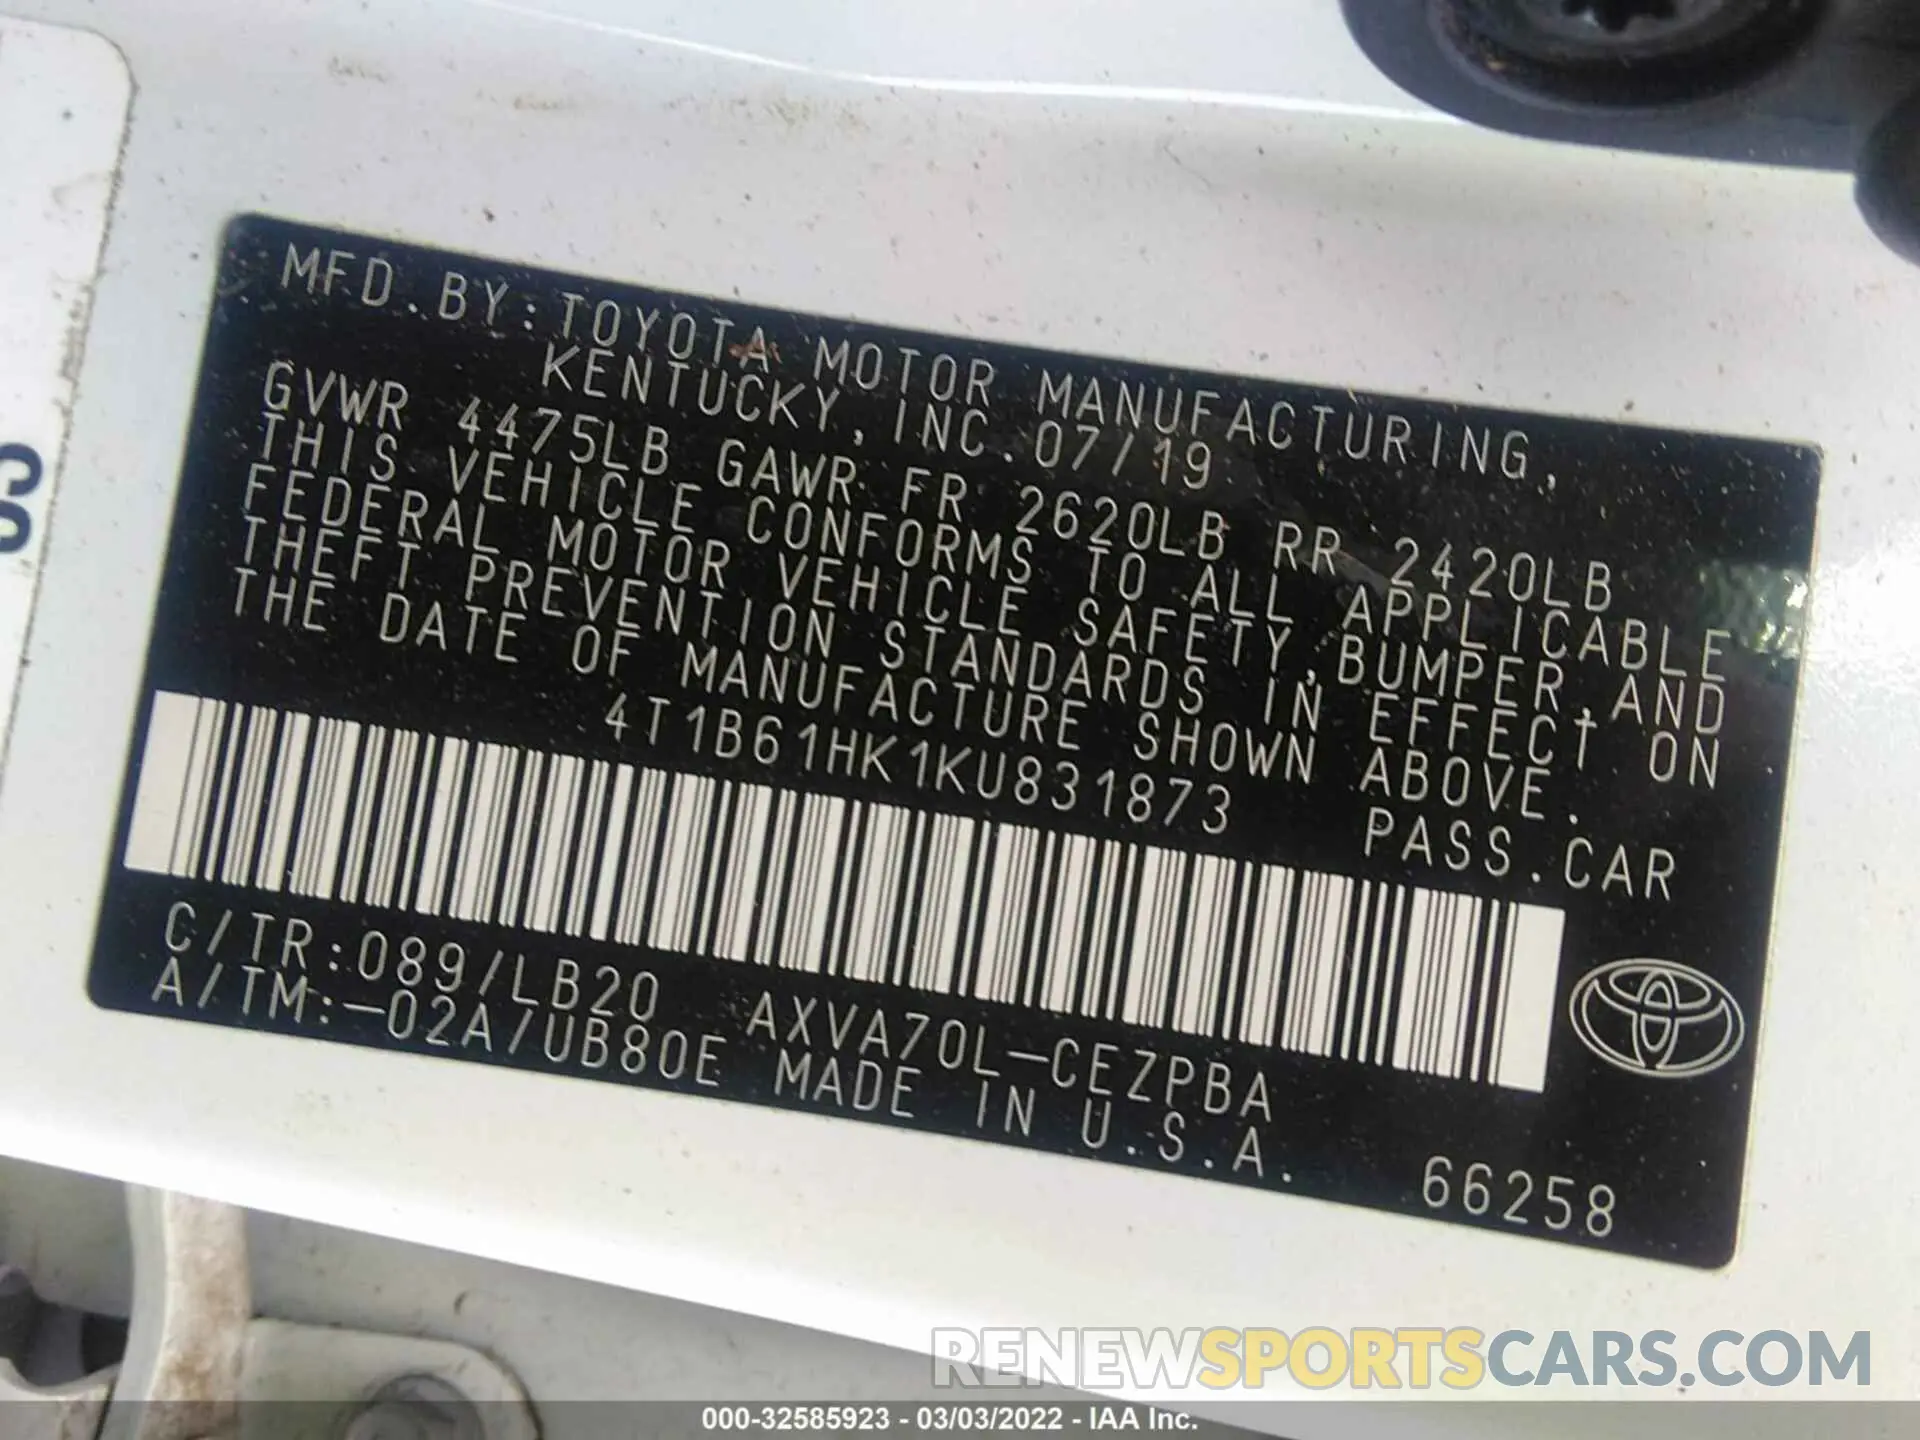 MFD.BY:TOYOTA MOTOR MANUFACTURING,
KENTUCKY, INC.07/19
GVWR 4475LB GAWR FR 2620LB RR 2420LB
THIS VEHICLE CONFORMS TO ALL APPLICABLE
FEDERAL MOTOR VEHICLE SAFETY,BUMPER,AND
THEFT PREVENTION STANDARDS IN EFFECT ON
THE DATE OF MANUFACTURE SHOWN ABOVE.
4T1B61HK1KU831873 PASS.CAR
C/TR:089/LB20 AXVA70L-CEZPBA
A/TM:-02A/UB80E MADE IN U.S.A.
66258
RENEWSPORTSCARS.COM
000-32585923 - 03/03/2022 - IAA Inc.